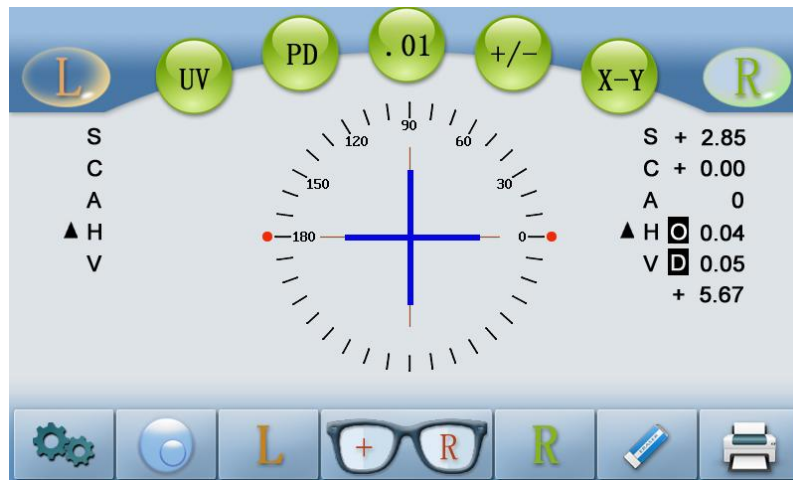 L UV PD .01 +/- X-Y R
S
C
A
▲ H
V
90
120 60
150 30
180 0
S + 2.85
C + 0.00
A 0
▲ H O 0.04
V D 0.05
+ 5.67
L + R R